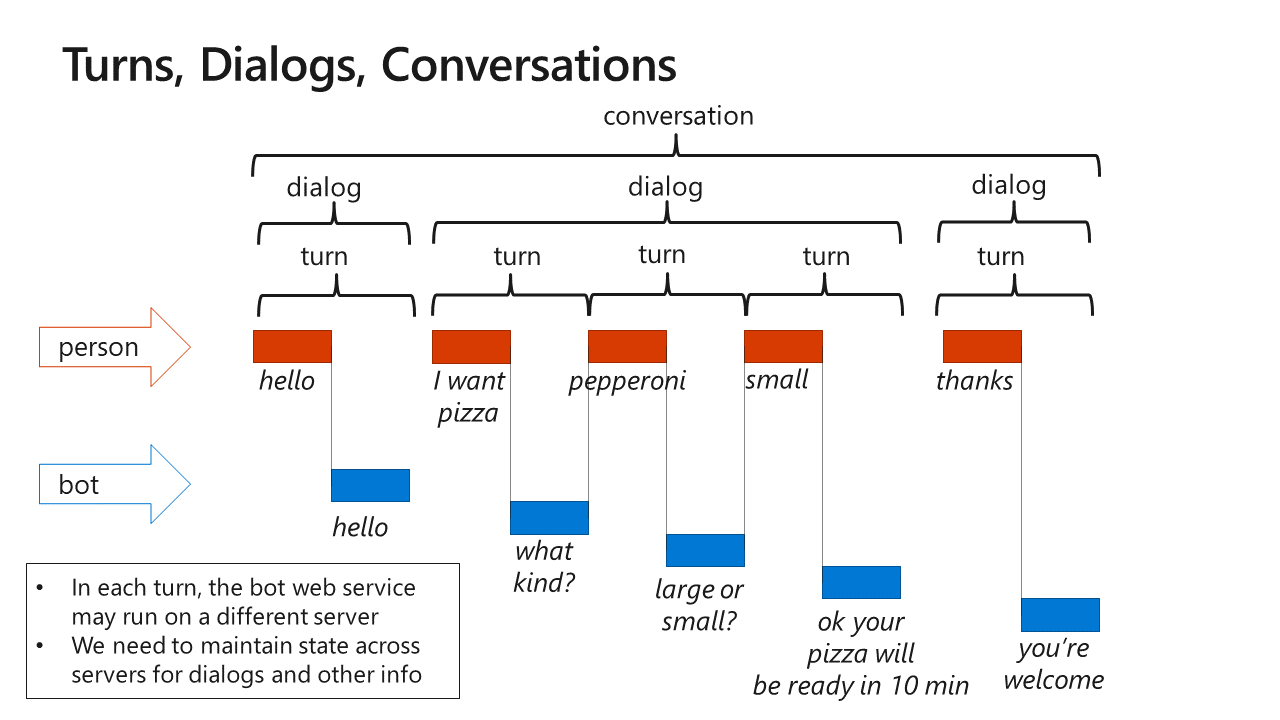 Turns, Dialogs, Conversations
conversation
dialog
dialog
dialog
turn
turn
turn
turn
turn
person
hello
I want
pizza
pepperoni
small
thanks
bot
hello
what
kind?
large or
small?
ok your
pizza will
be ready in 10 min
you’re
welcome
• In each turn, the bot web service
may run on a different server
• We need to maintain state across
servers for dialogs and other info